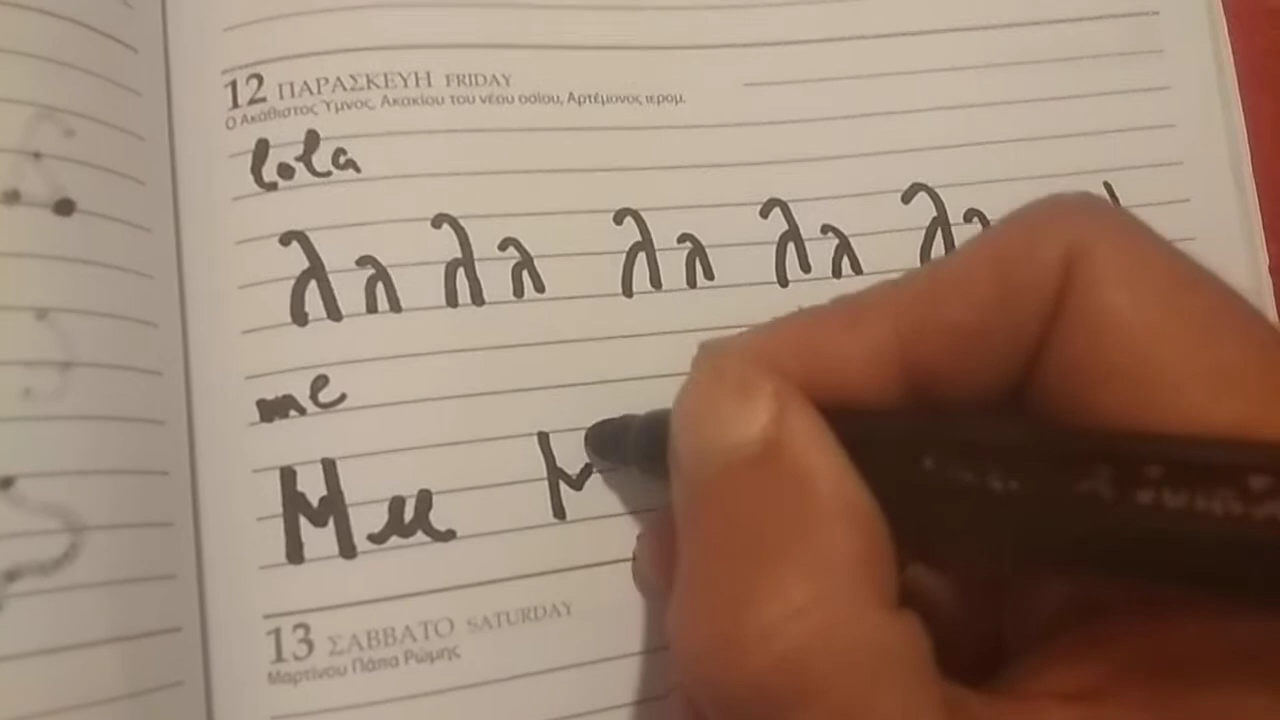 12 ΠΑΡΑΣΚΕΥΗ FRIDAY
Ο Ακάθιστος Ύμνος, Ακακίου του νέου οσίου, Αρτέμονος ιερομ.
lola
λλ λλ λλ λλ λλ
me
Μμ Μ
13 ΣΑΒΒΑΤΟ SATURDAY
Μαρτίνου Πάπα Ρώμης